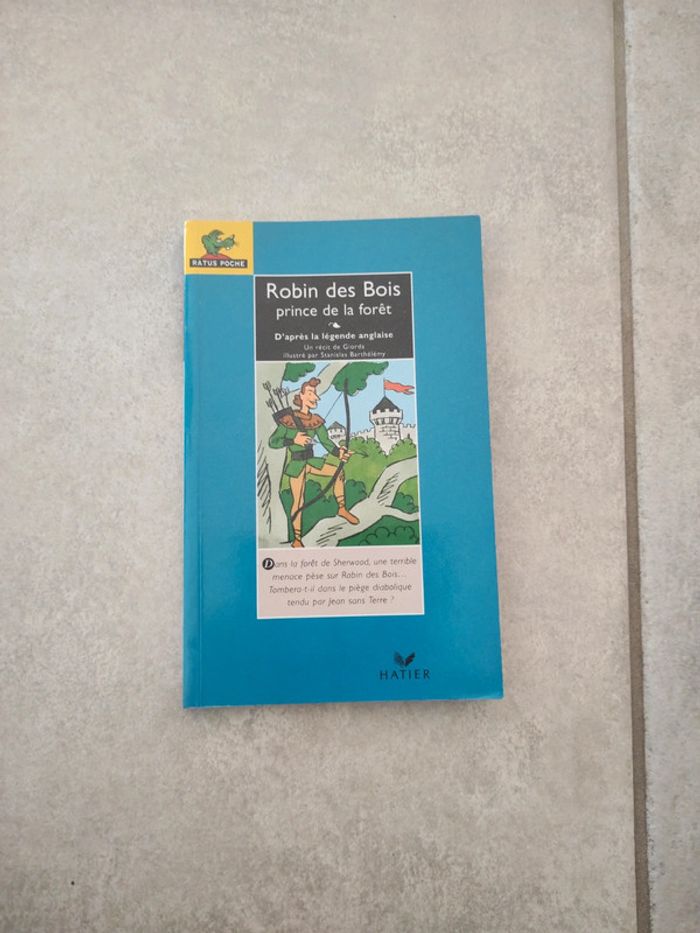 RATUS POCHE
Robin des Bois
prince de la forêt
D'après la légende anglaise
Un récit de Giorda
illustré par Stanislas Barthélémy
Dans la forêt de Sherwood, une terrible
menace pèse sur Robin des Bois...
Tombera-t-il dans le piège diabolique
tendu par Jean sans Terre ?
HATIER